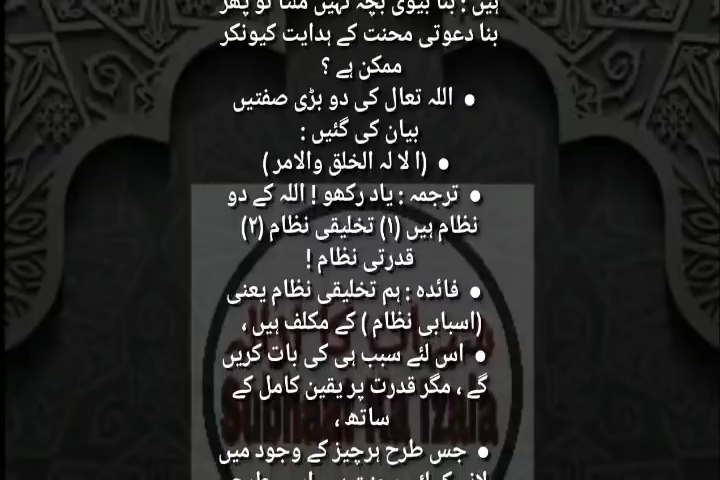 ہیں : بنا بیوی بچہ نہیں ملتا تو پھر
بنا دعوتی محنت کے ہدایت کیونکر
ممکن ہے ؟
● اللہ تعال کی دو بڑی صفتیں
بیان کی گئیں :
● (ا لا لہ الخلق والامر )
● ترجمہ : یاد رکھو ! اللہ کے دو
نظام ہیں (۱) تخلیقی نظام (۲)
قدرتی نظام !
● فائدہ : ہم تخلیقی نظام یعنی
(اسبابی نظام ) کے مکلف ہیں ،
● اس لئے سبب ہی کی بات کریں
گے ، مگر قدرت پر یقین کامل کے
ساتھ ،
● جس طرح ہرچیز کے وجود میں
Ka Izala